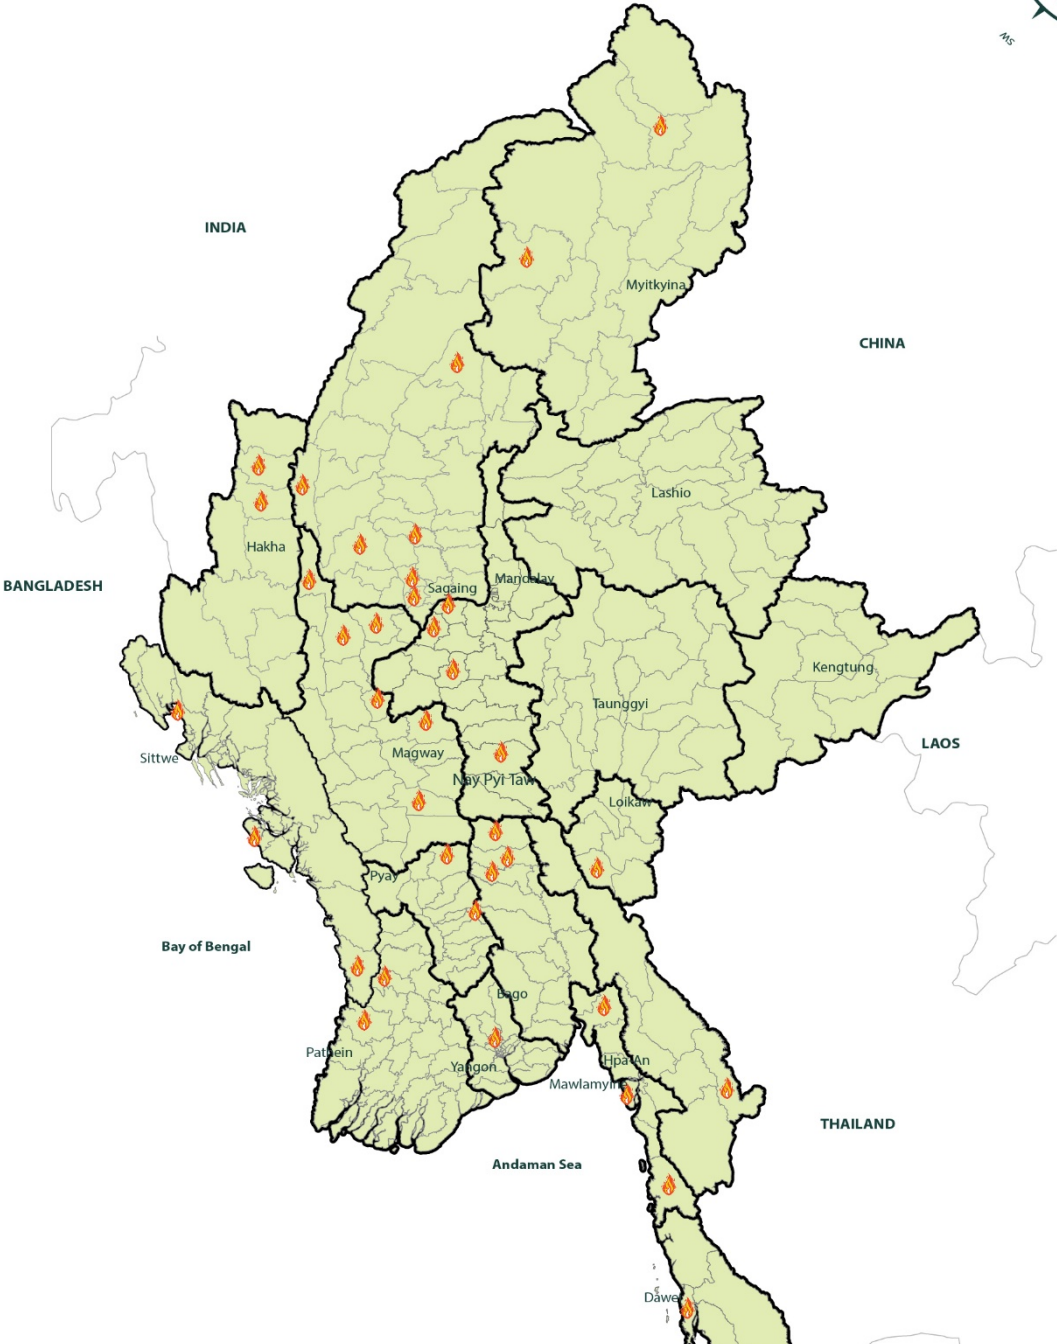 SW
INDIA
Myitkyina
CHINA
Lashio
Hakha
Mandalay
BANGLADESH
Sagaing
Kengtung
Taunggyi
LAOS
Magway
Sittwe
Nay Pyi Taw
Loikaw
Pyay
Bay of Bengal
Bago
Pathein
Hpa-An
Yangon
Mawlamyine
THAILAND
Andaman Sea
Dawei